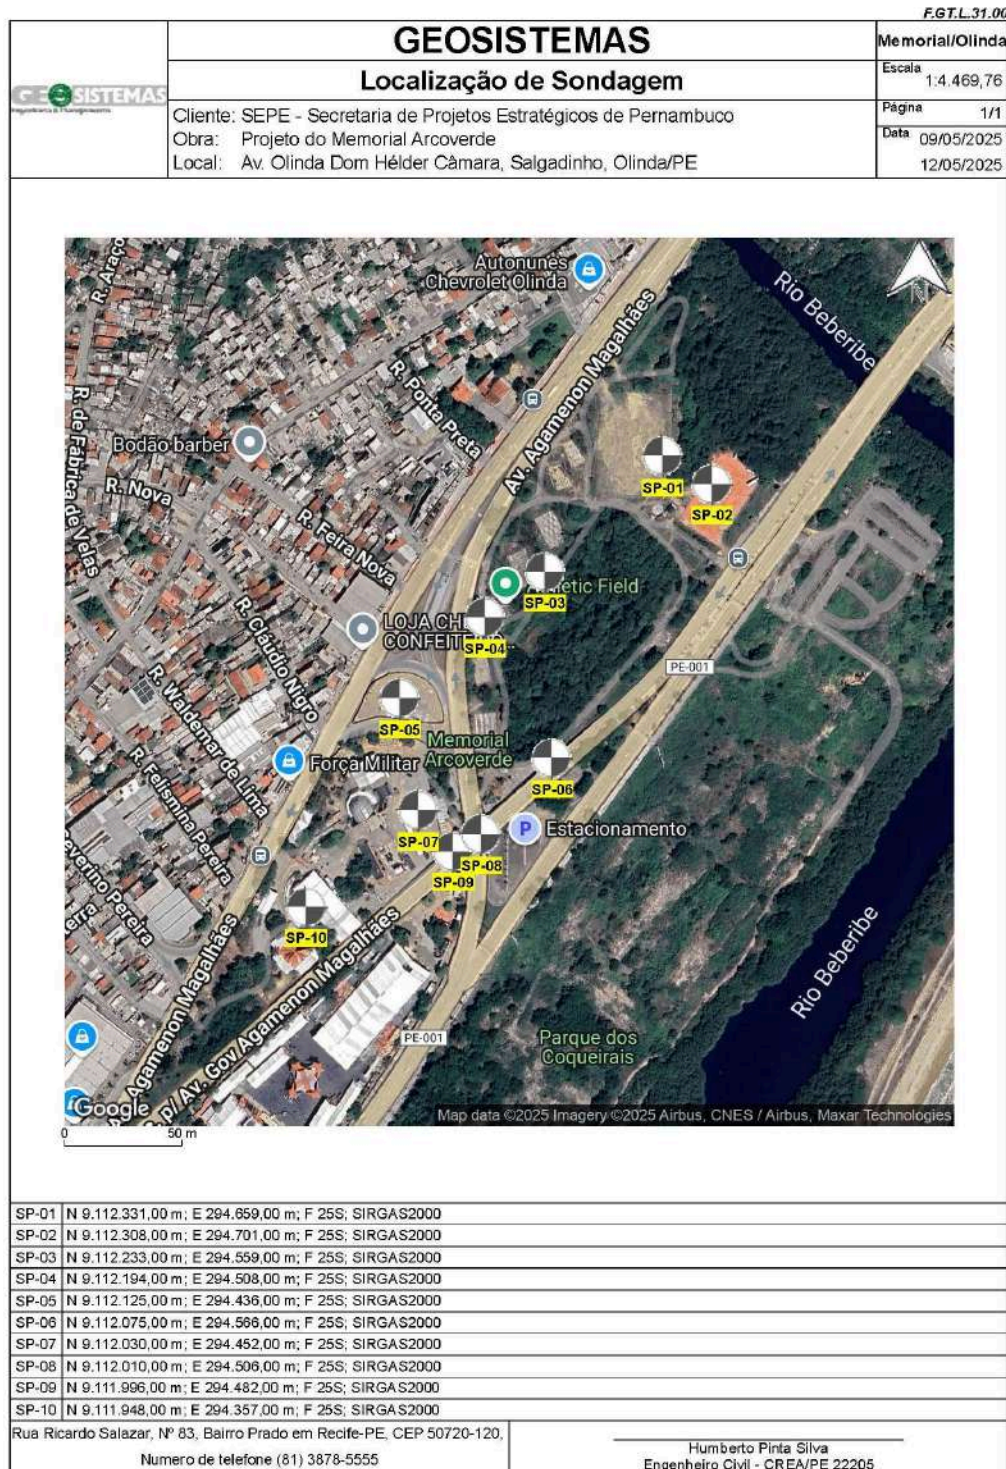 F.GT.L.31.00
GEOSISTEMAS
Memorial/Olinda
GEOSISTEMAS
Localização de Sondagem
Escala
1:4.469,76
Cliente: SEPE - Secretaria de Projetos Estratégicos de Pernambuco
Obra: Projeto do Memorial Arcoverde
Local: Av. Olinda Dom Hélder Câmara, Salgadinho, Olinda/PE
Página 1/1
Data 09/05/2025
12/05/2025
R. Araço
Autonunes
Chevrolet Olinda
Rio Beberibe
Av. Agamenon Magalhães
R. Ponta Preta
R. de Fábrica de Velas
Bodão barber
R. Nova
R. Feira Nova
SP-01
SP-02
etic Field
SP-03
LOJA CHE
CONFEIT
SP-04
R. Cláudio Nigro
PE-001
R. Waldemar de Lima
SP-05
Memorial
Arcoverde
Força Militar
SP-06
R. Felismina Pereira
SP-07
SP-08
P Estacionamento
SP-09
everino Pereira
erra
SP-10
Agamenon Magalhães
p/ Av. Gov Agamenon Magalhães
Rio Beberibe
PE-001
Parque dos
Coqueirais
Google
Map data ©2025 Imagery ©2025 Airbus, CNES / Airbus, Maxar Technologies
0 50 m
SP-01 N 9.112.331,00 m; E 294.659,00 m; F 25S; SIRGAS2000
SP-02 N 9.112.308,00 m; E 294.701,00 m; F 25S; SIRGAS2000
SP-03 N 9.112.233,00 m; E 294.559,00 m; F 25S; SIRGAS2000
SP-04 N 9.112.194,00 m; E 294.508,00 m; F 25S; SIRGAS2000
SP-05 N 9.112.125,00 m; E 294.436,00 m; F 25S; SIRGAS2000
SP-06 N 9.112.075,00 m; E 294.566,00 m; F 25S; SIRGAS2000
SP-07 N 9.112.030,00 m; E 294.452,00 m; F 25S; SIRGAS2000
SP-08 N 9.112.010,00 m; E 294.506,00 m; F 25S; SIRGAS2000
SP-09 N 9.111.996,00 m; E 294.482,00 m; F 25S; SIRGAS2000
SP-10 N 9.111.948,00 m; E 294.357,00 m; F 25S; SIRGAS2000
Rua Ricardo Salazar, Nº 83, Bairro Prado em Recife-PE, CEP 50720-120,
Numero de telefone (81) 3878-5555
Humberto Pinta Silva
Engenheiro Civil - CREA/PE 22205